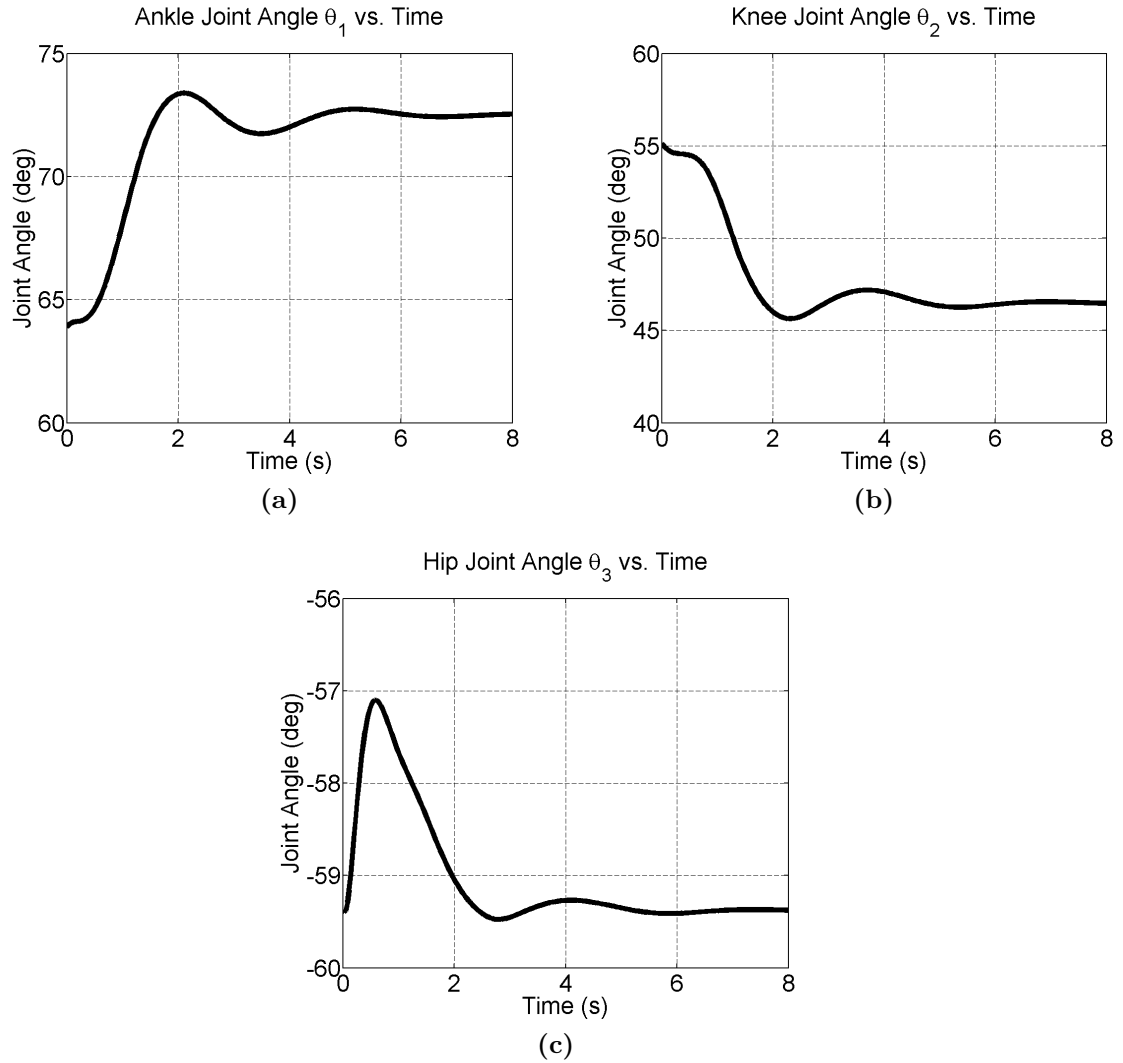 Ankle Joint Angle θ1 vs. Time
75
70
65
60
Joint Angle (deg)
0 2 4 6 8
Time (s)
(a)
Knee Joint Angle θ2 vs. Time
60
55
50
45
40
Joint Angle (deg)
0 2 4 6 8
Time (s)
(b)
Hip Joint Angle θ3 vs. Time
-56
-57
-58
-59
-60
Joint Angle (deg)
0 2 4 6 8
Time (s)
(c)